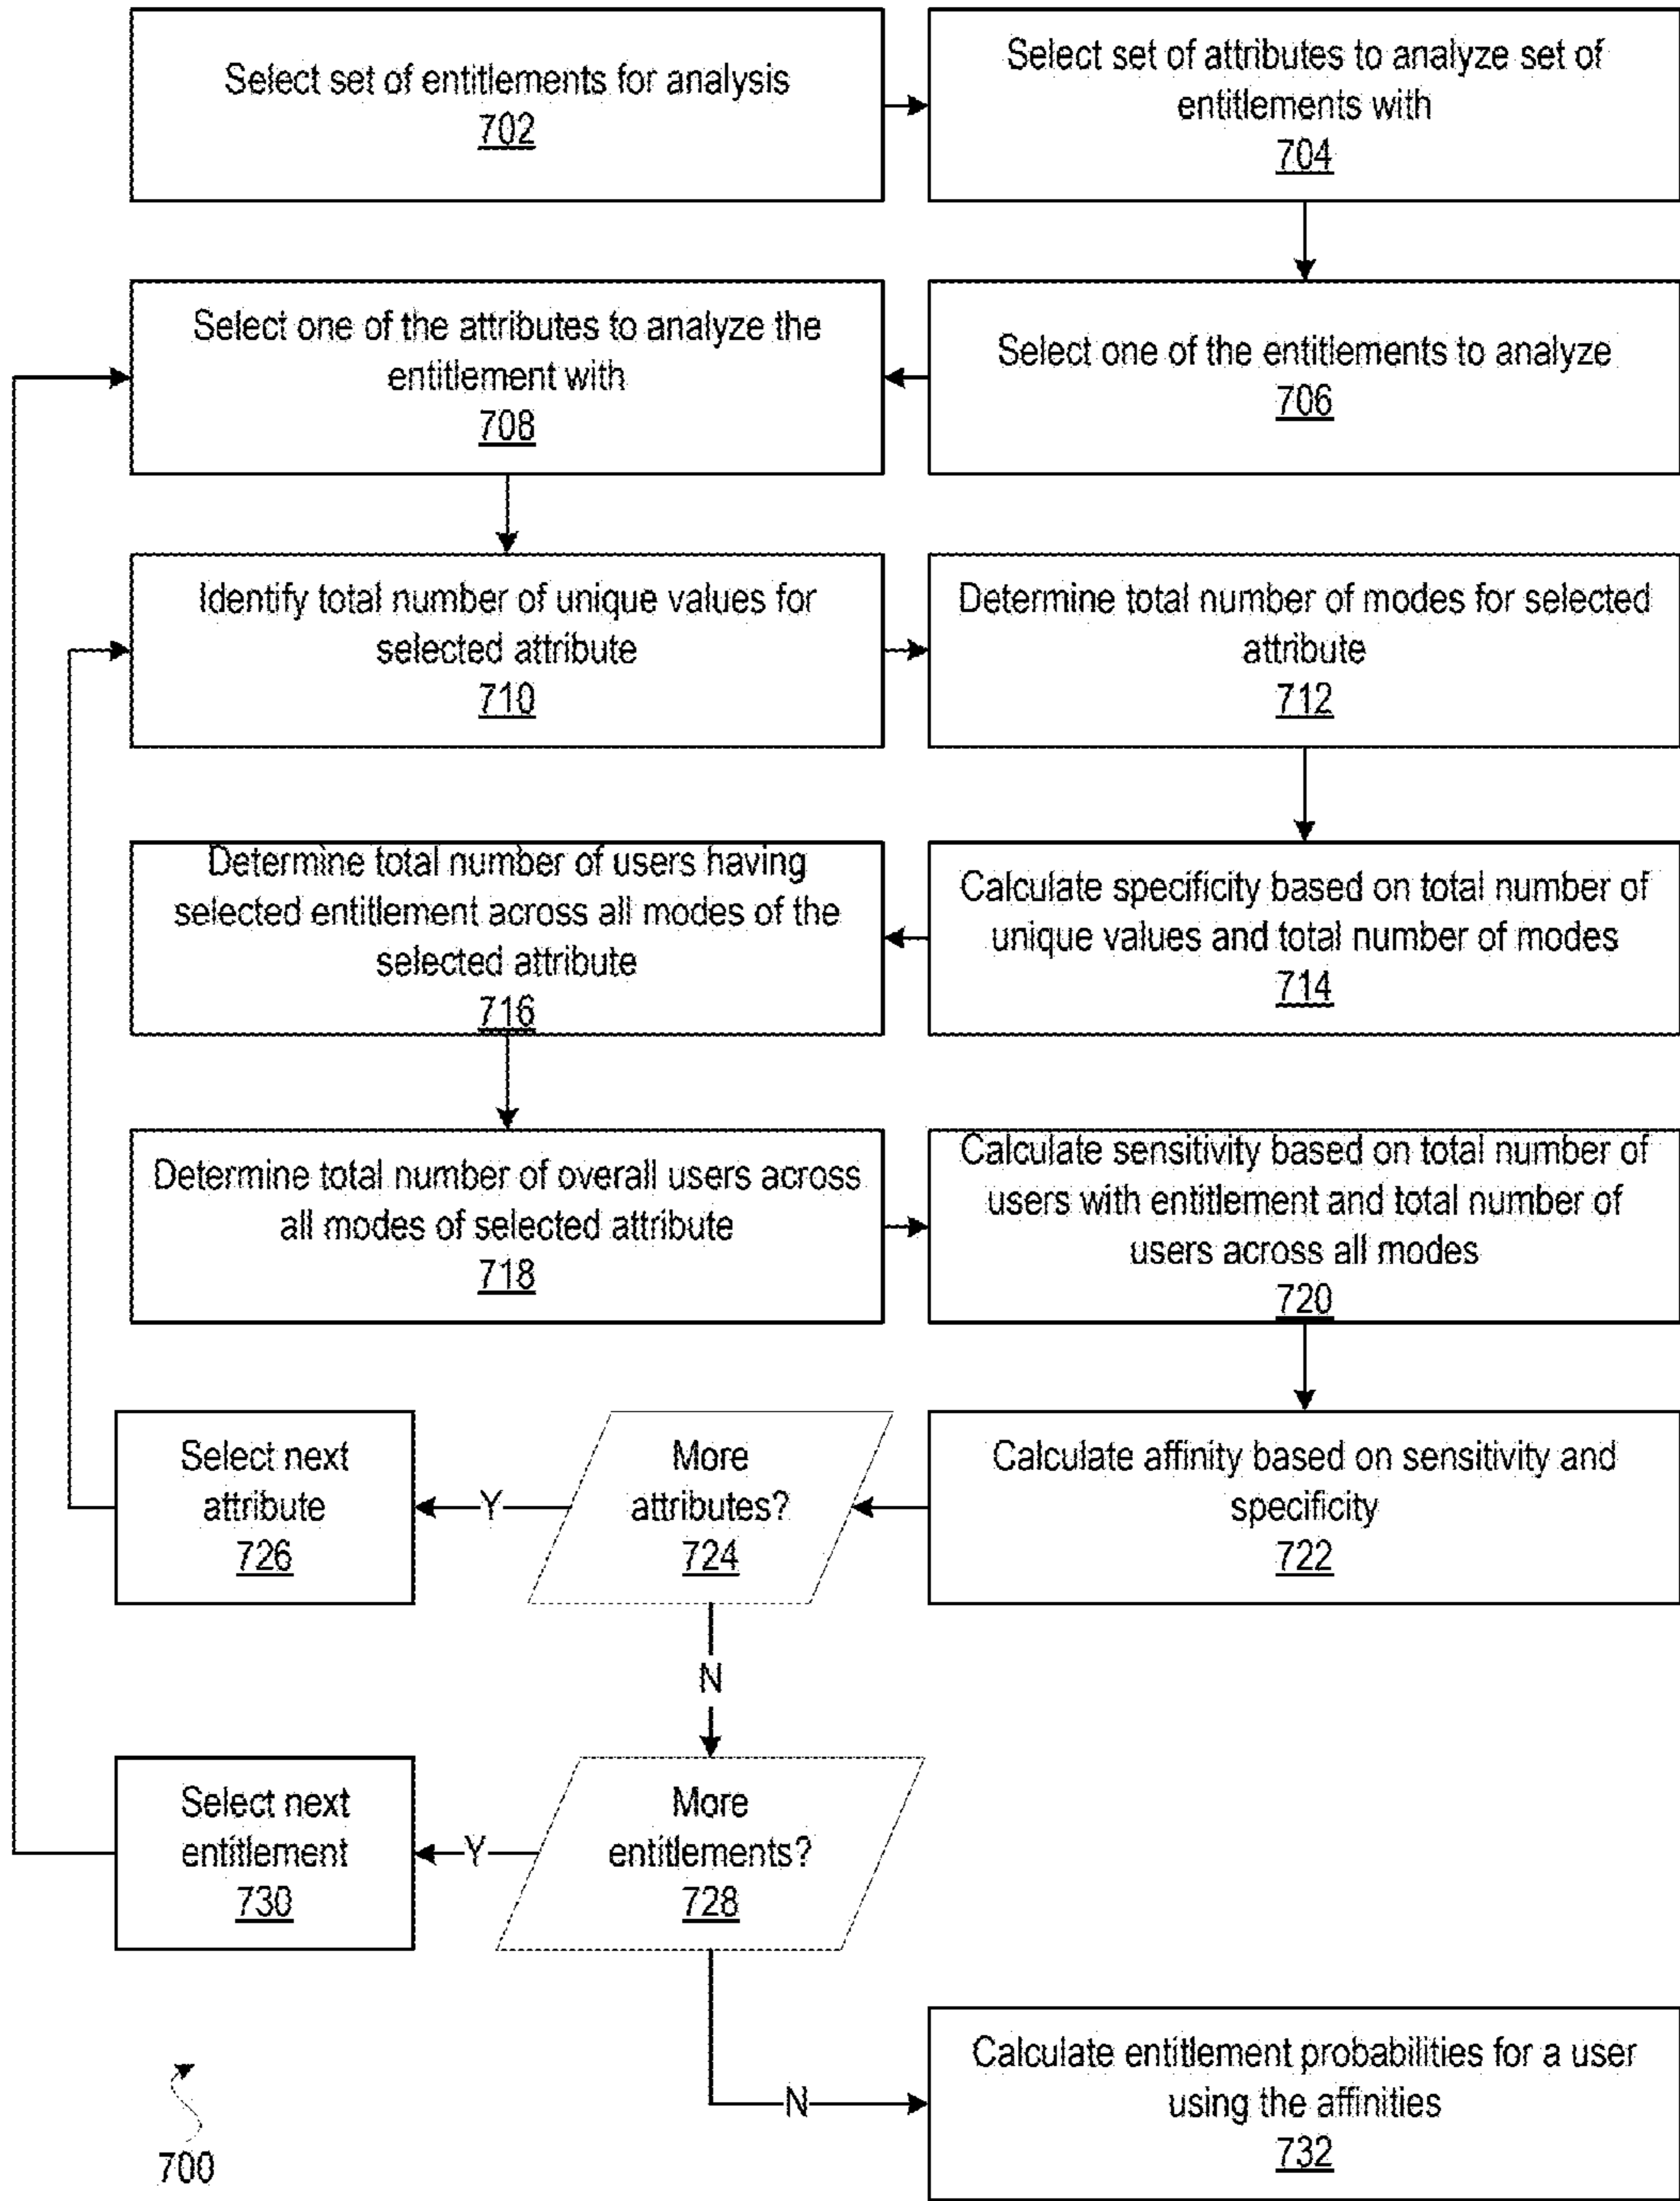 Select set of entitlements for analysis
702
Select set of attributes to analyze set of
entitlements with
704
Select one of the entitlements to analyze
706
Select one of the attributes to analyze the
entitlement with
708
Identify total number of unique values for
selected attribute
710
Determine total number of modes for selected
attribute
712
Calculate specificity based on total number of
unique values and total number of modes
714
Determine total number of users having
selected entitlement across all modes of the
selected attribute
716
Determine total number of overall users across
all modes of selected attribute
718
Calculate sensitivity based on total number of
users with entitlement and total number of
users across all modes
720
Calculate affinity based on sensitivity and
specificity
722
More
attributes?
724
Y
Select next
attribute
726
N
More
entitlements?
728
Y
Select next
entitlement
730
N
Calculate entitlement probabilities for a user
using the affinities
732
700